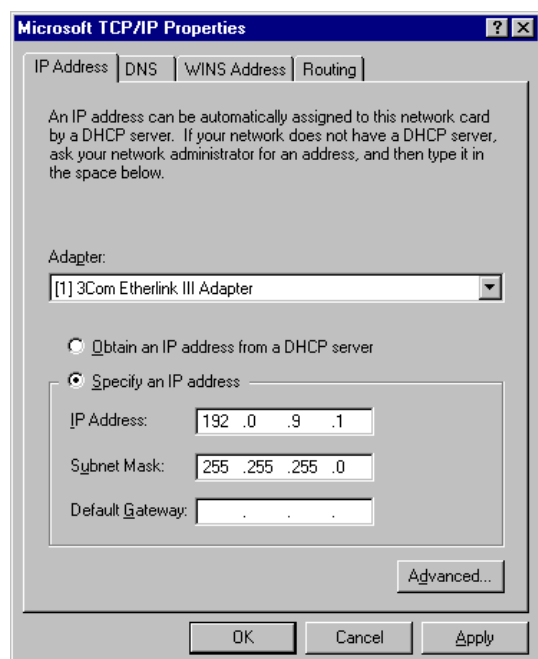 Microsoft TCP/IP Properties
IP Address DNS WINS Address Routing
An IP address can be automatically assigned to this network card
by a DHCP server. If your network does not have a DHCP server,
ask your network administrator for an address, and then type it in
the space below.
Adapter:
[1] 3Com Etherlink III Adapter
Obtain an IP address from a DHCP server
Specify an IP address
IP Address: 192 .0 .9 .1
Subnet Mask: 255 .255 .255 .0
Default Gateway: . . .
Advanced...
OK Cancel Apply